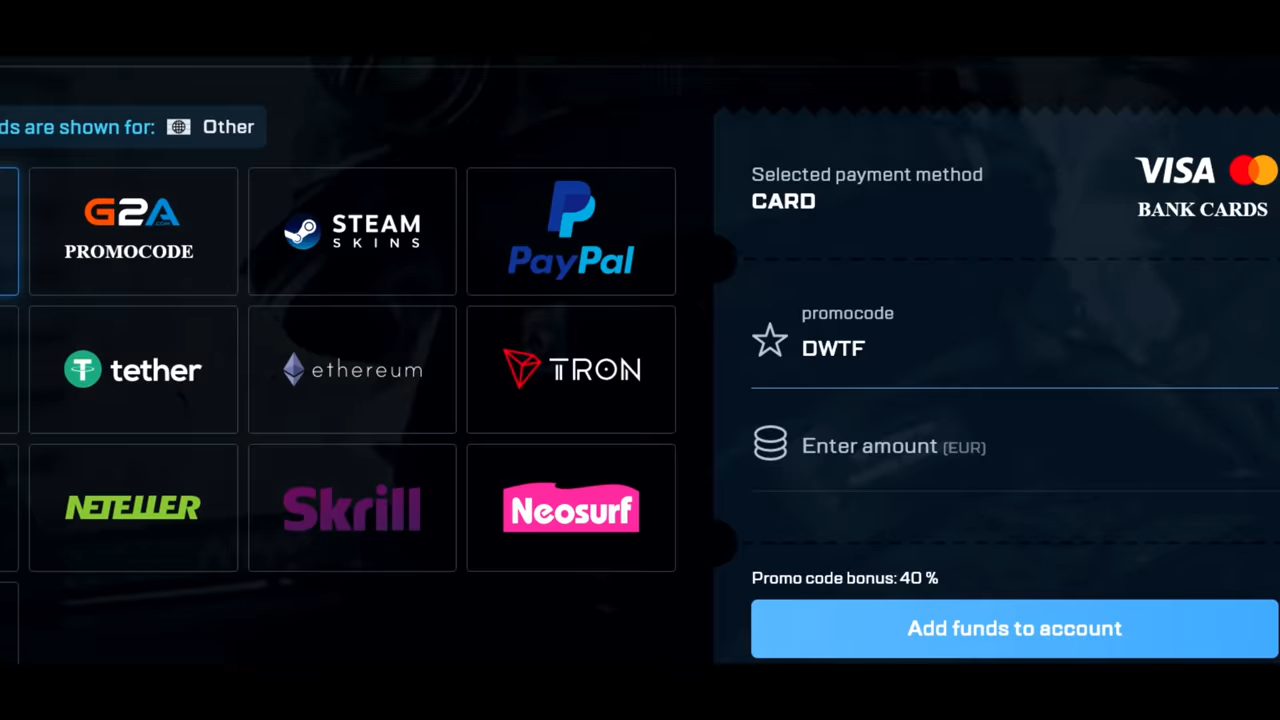 ds are shown for: Other
G2A
.COM
PROMOCODE
STEAM
SKINS
PayPal
tether
ethereum
TRON
NETELLER
Skrill
Neosurf
Selected payment method
CARD
VISA
BANK CARDS
promocode
DWTF
Enter amount (EUR)
Promo code bonus: 40 %
Add funds to account